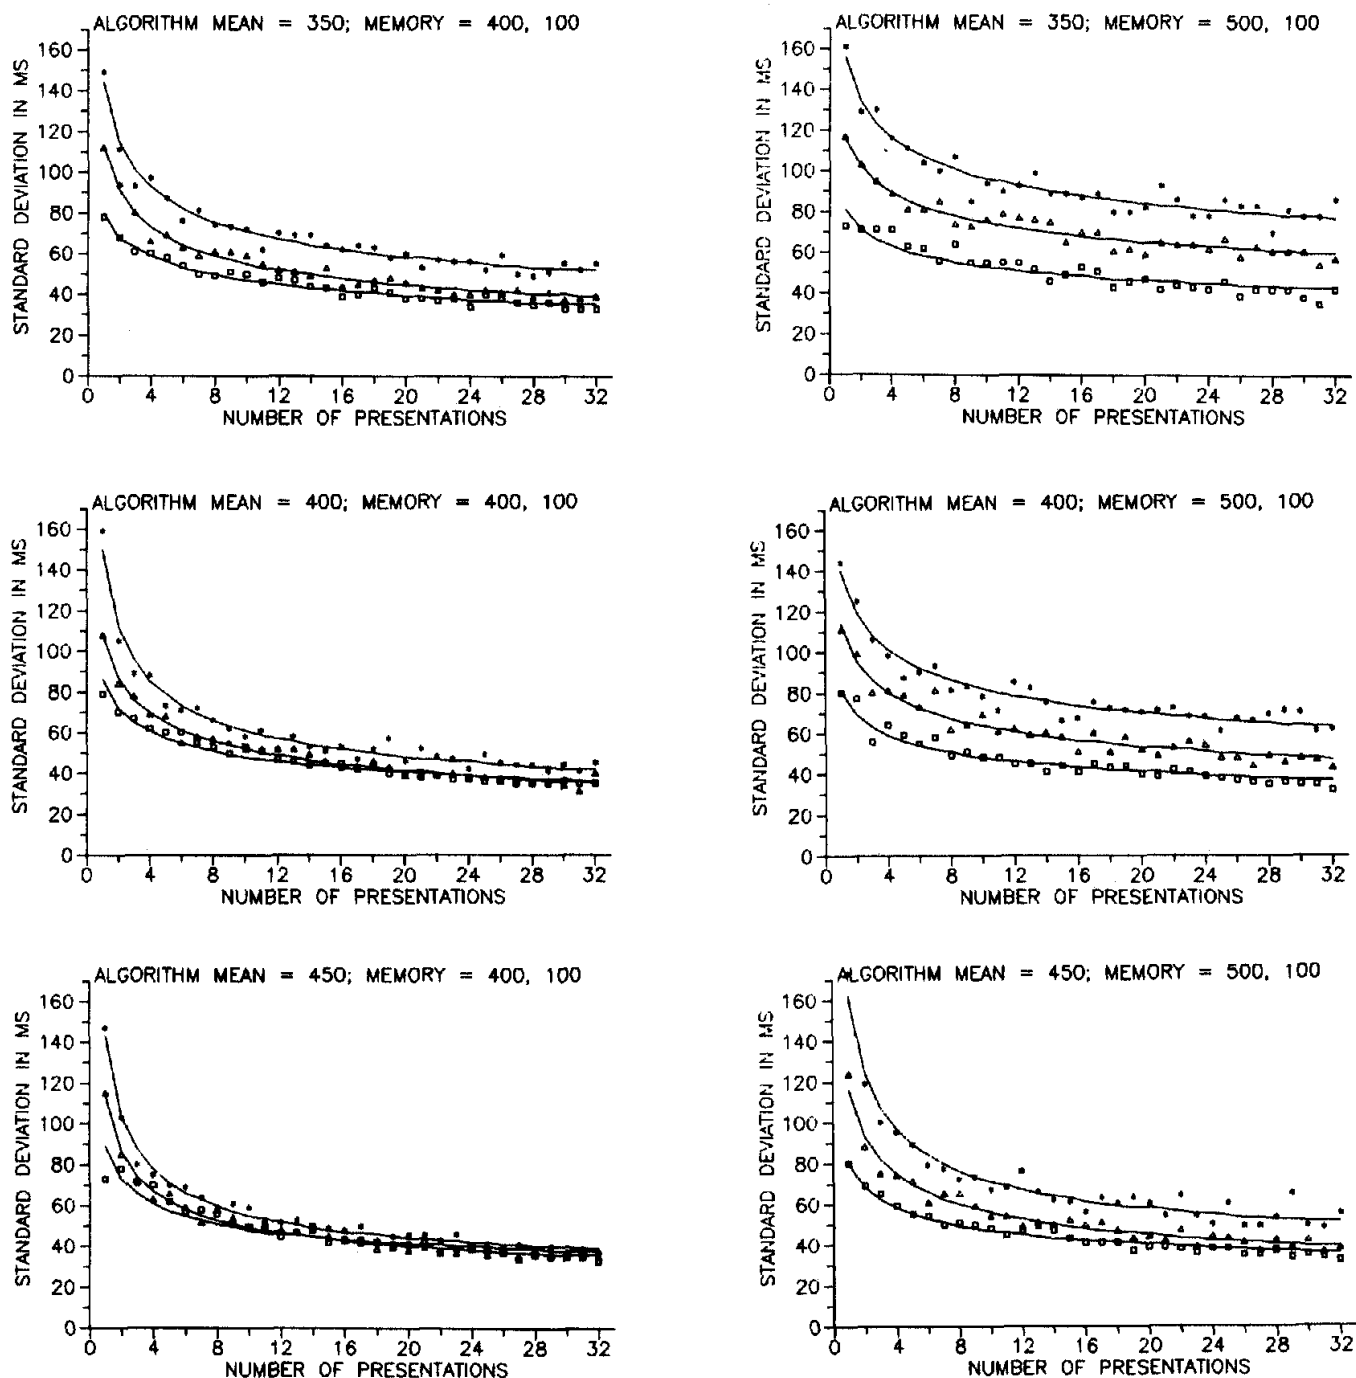 ALGORITHM MEAN = 350; MEMORY = 400, 100
STANDARD DEVIATION IN MS
160
140
120
100
80
60
40
20
0
0 4 8 12 16 20 24 28 32
NUMBER OF PRESENTATIONS
ALGORITHM MEAN = 350; MEMORY = 500, 100
STANDARD DEVIATION IN MS
160
140
120
100
80
60
40
20
0
0 4 8 12 16 20 24 28 32
NUMBER OF PRESENTATIONS
ALGORITHM MEAN = 400; MEMORY = 400, 100
STANDARD DEVIATION IN MS
160
140
120
100
80
60
40
20
0
0 4 8 12 16 20 24 28 32
NUMBER OF PRESENTATIONS
ALGORITHM MEAN = 400; MEMORY = 500, 100
STANDARD DEVIATION IN MS
160
140
120
100
80
60
40
20
0
0 4 8 12 16 20 24 28 32
NUMBER OF PRESENTATIONS
ALGORITHM MEAN = 450; MEMORY = 400, 100
STANDARD DEVIATION IN MS
160
140
120
100
80
60
40
20
0
0 4 8 12 16 20 24 28 32
NUMBER OF PRESENTATIONS
ALGORITHM MEAN = 450; MEMORY = 500, 100
STANDARD DEVIATION IN MS
160
140
120
100
80
60
40
20
0
0 4 8 12 16 20 24 28 32
NUMBER OF PRESENTATIONS